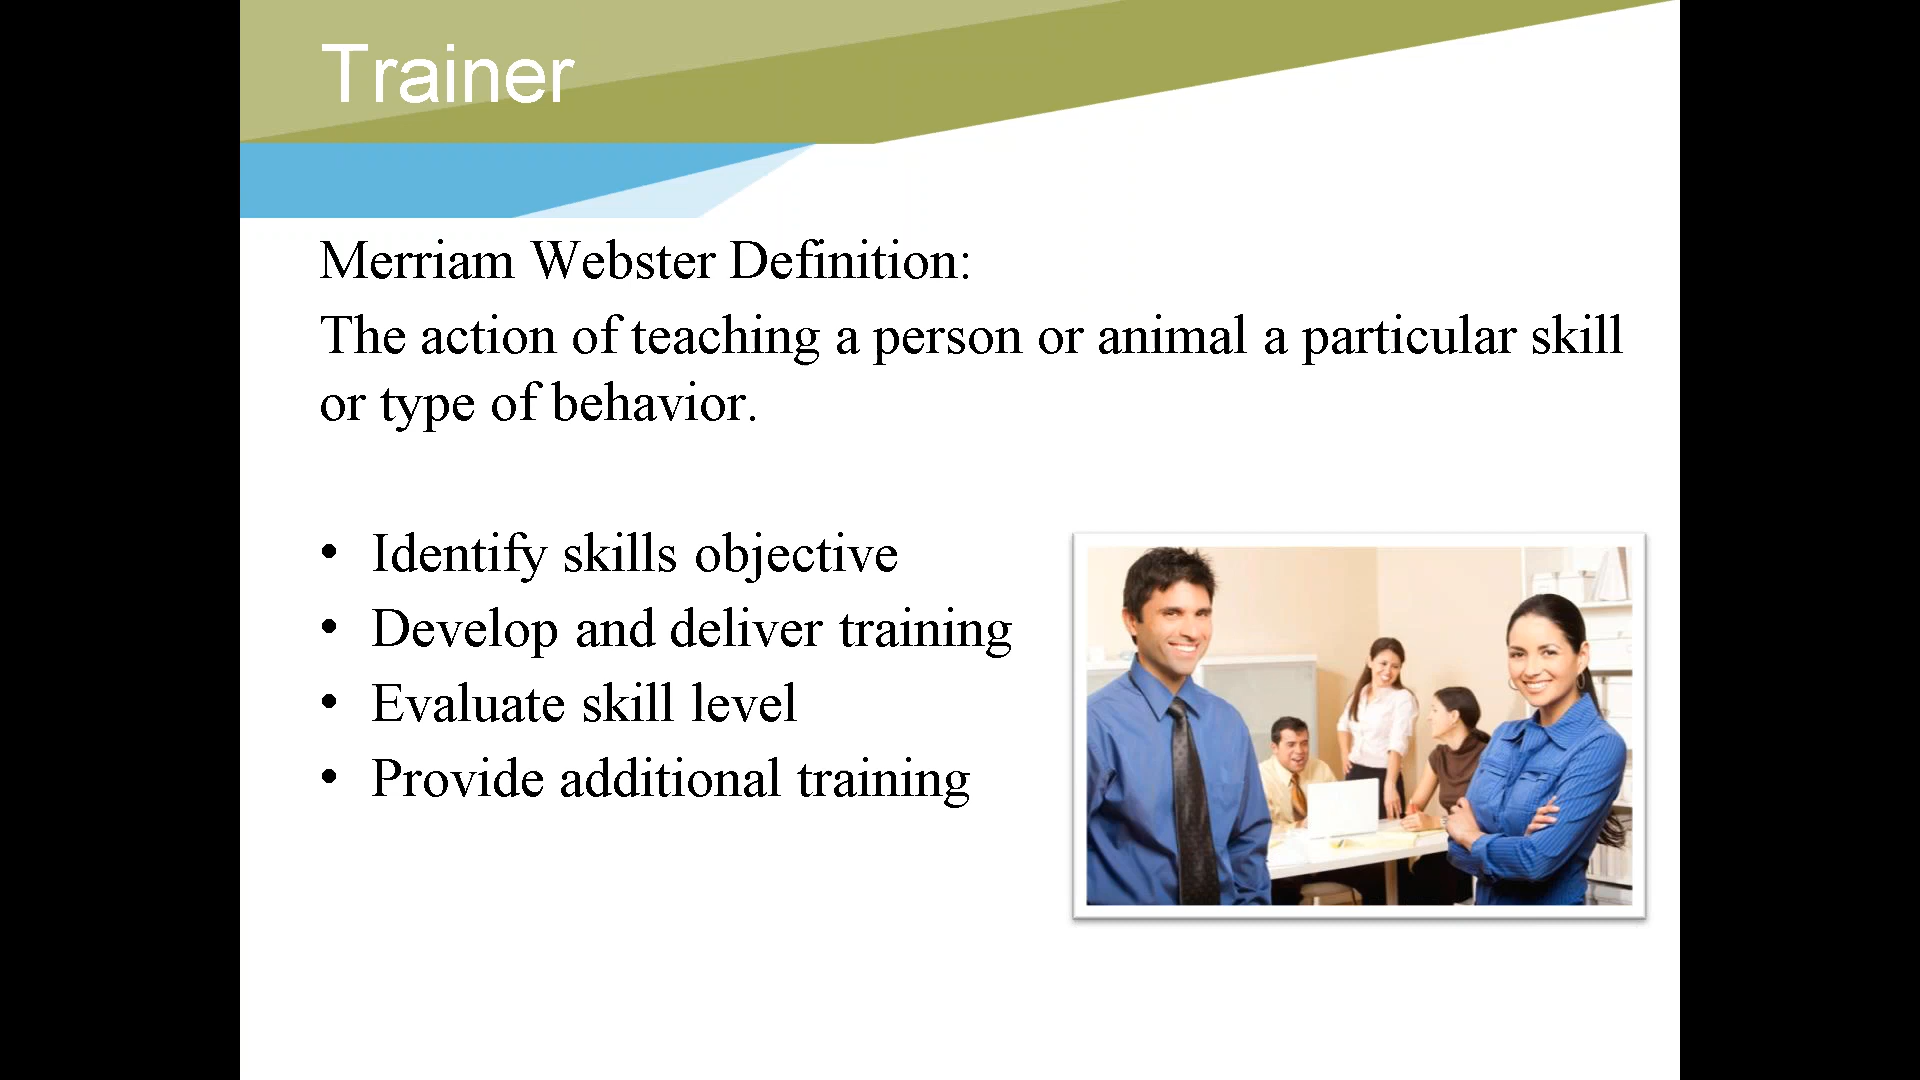 Trainer
Merriam Webster Definition:
The action of teaching a person or animal a particular skill
or type of behavior.
• Identify skills objective
• Develop and deliver training
• Evaluate skill level
• Provide additional training